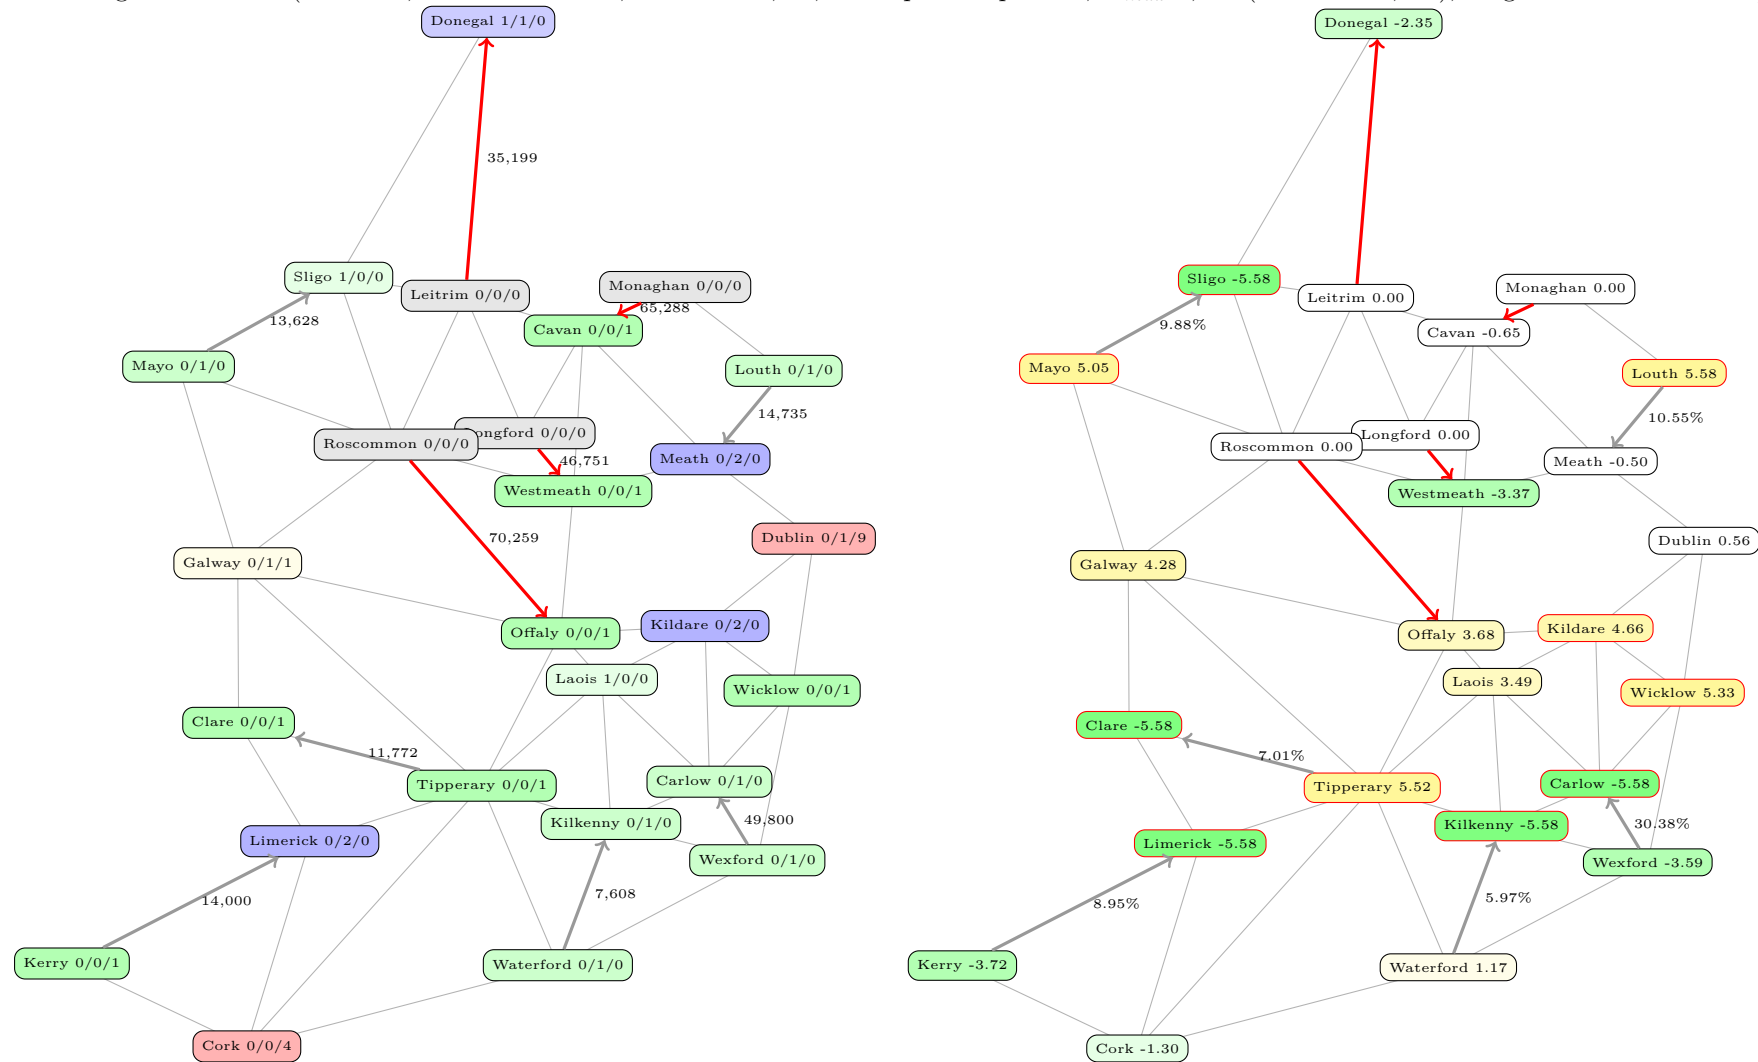 Donegal 1/1/0
35,199
Sligo 1/0/0
Leitrim 0/0/0
Monaghan 0/0/0
65,288
13,628
Cavan 0/0/1
Mayo 0/1/0
Louth 0/1/0
14,735
Longford 0/0/0
Roscommon 0/0/0
46,751
Meath 0/2/0
Westmeath 0/0/1
70,259
Dublin 0/1/9
Galway 0/1/1
Offaly 0/0/1
Kildare 0/2/0
Laois 1/0/0
Wicklow 0/0/1
Clare 0/0/1
11,772
Tipperary 0/0/1
Carlow 0/1/0
Kilkenny 0/1/0
49,800
Limerick 0/2/0
Wexford 0/1/0
14,000
7,608
Kerry 0/0/1
Waterford 0/1/0
Cork 0/0/4
Donegal -2.35
Sligo -5.58
Leitrim 0.00
Monaghan 0.00
9.88%
Cavan -0.65
Mayo 5.05
Louth 5.58
10.55%
Longford 0.00
Roscommon 0.00
Meath -0.50
Westmeath -3.37
Dublin 0.56
Galway 4.28
Offaly 3.68
Kildare 4.66
Laois 3.49
Wicklow 5.33
Clare -5.58
7.01%
Tipperary 5.52
Carlow -5.58
Kilkenny -5.58
30.38%
Limerick -5.58
Wexford -3.59
8.95%
5.97%
Kerry -3.72
Waterford 1.17
Cork -1.30